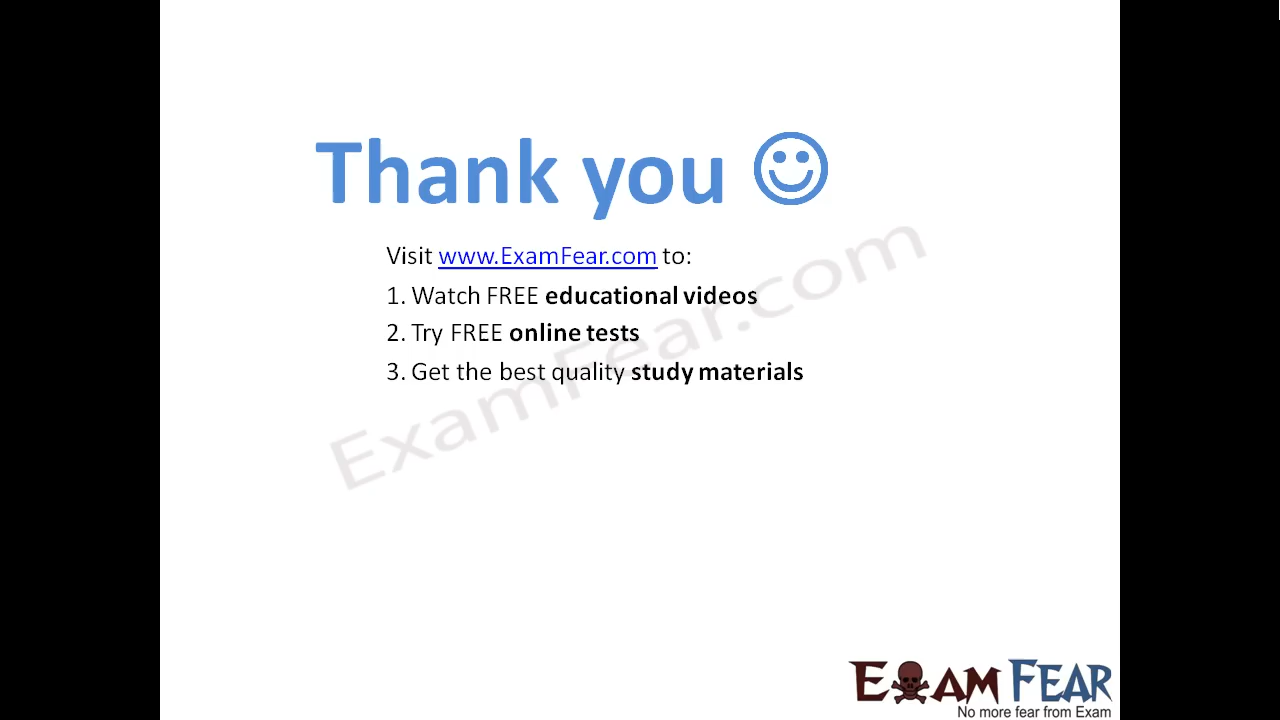 Thank you ☺
Visit www.ExamFear.com to:
1. Watch FREE educational videos
2. Try FREE online tests
3. Get the best quality study materials
ExamFear.com
EXAM FEAR
No more fear from Exam